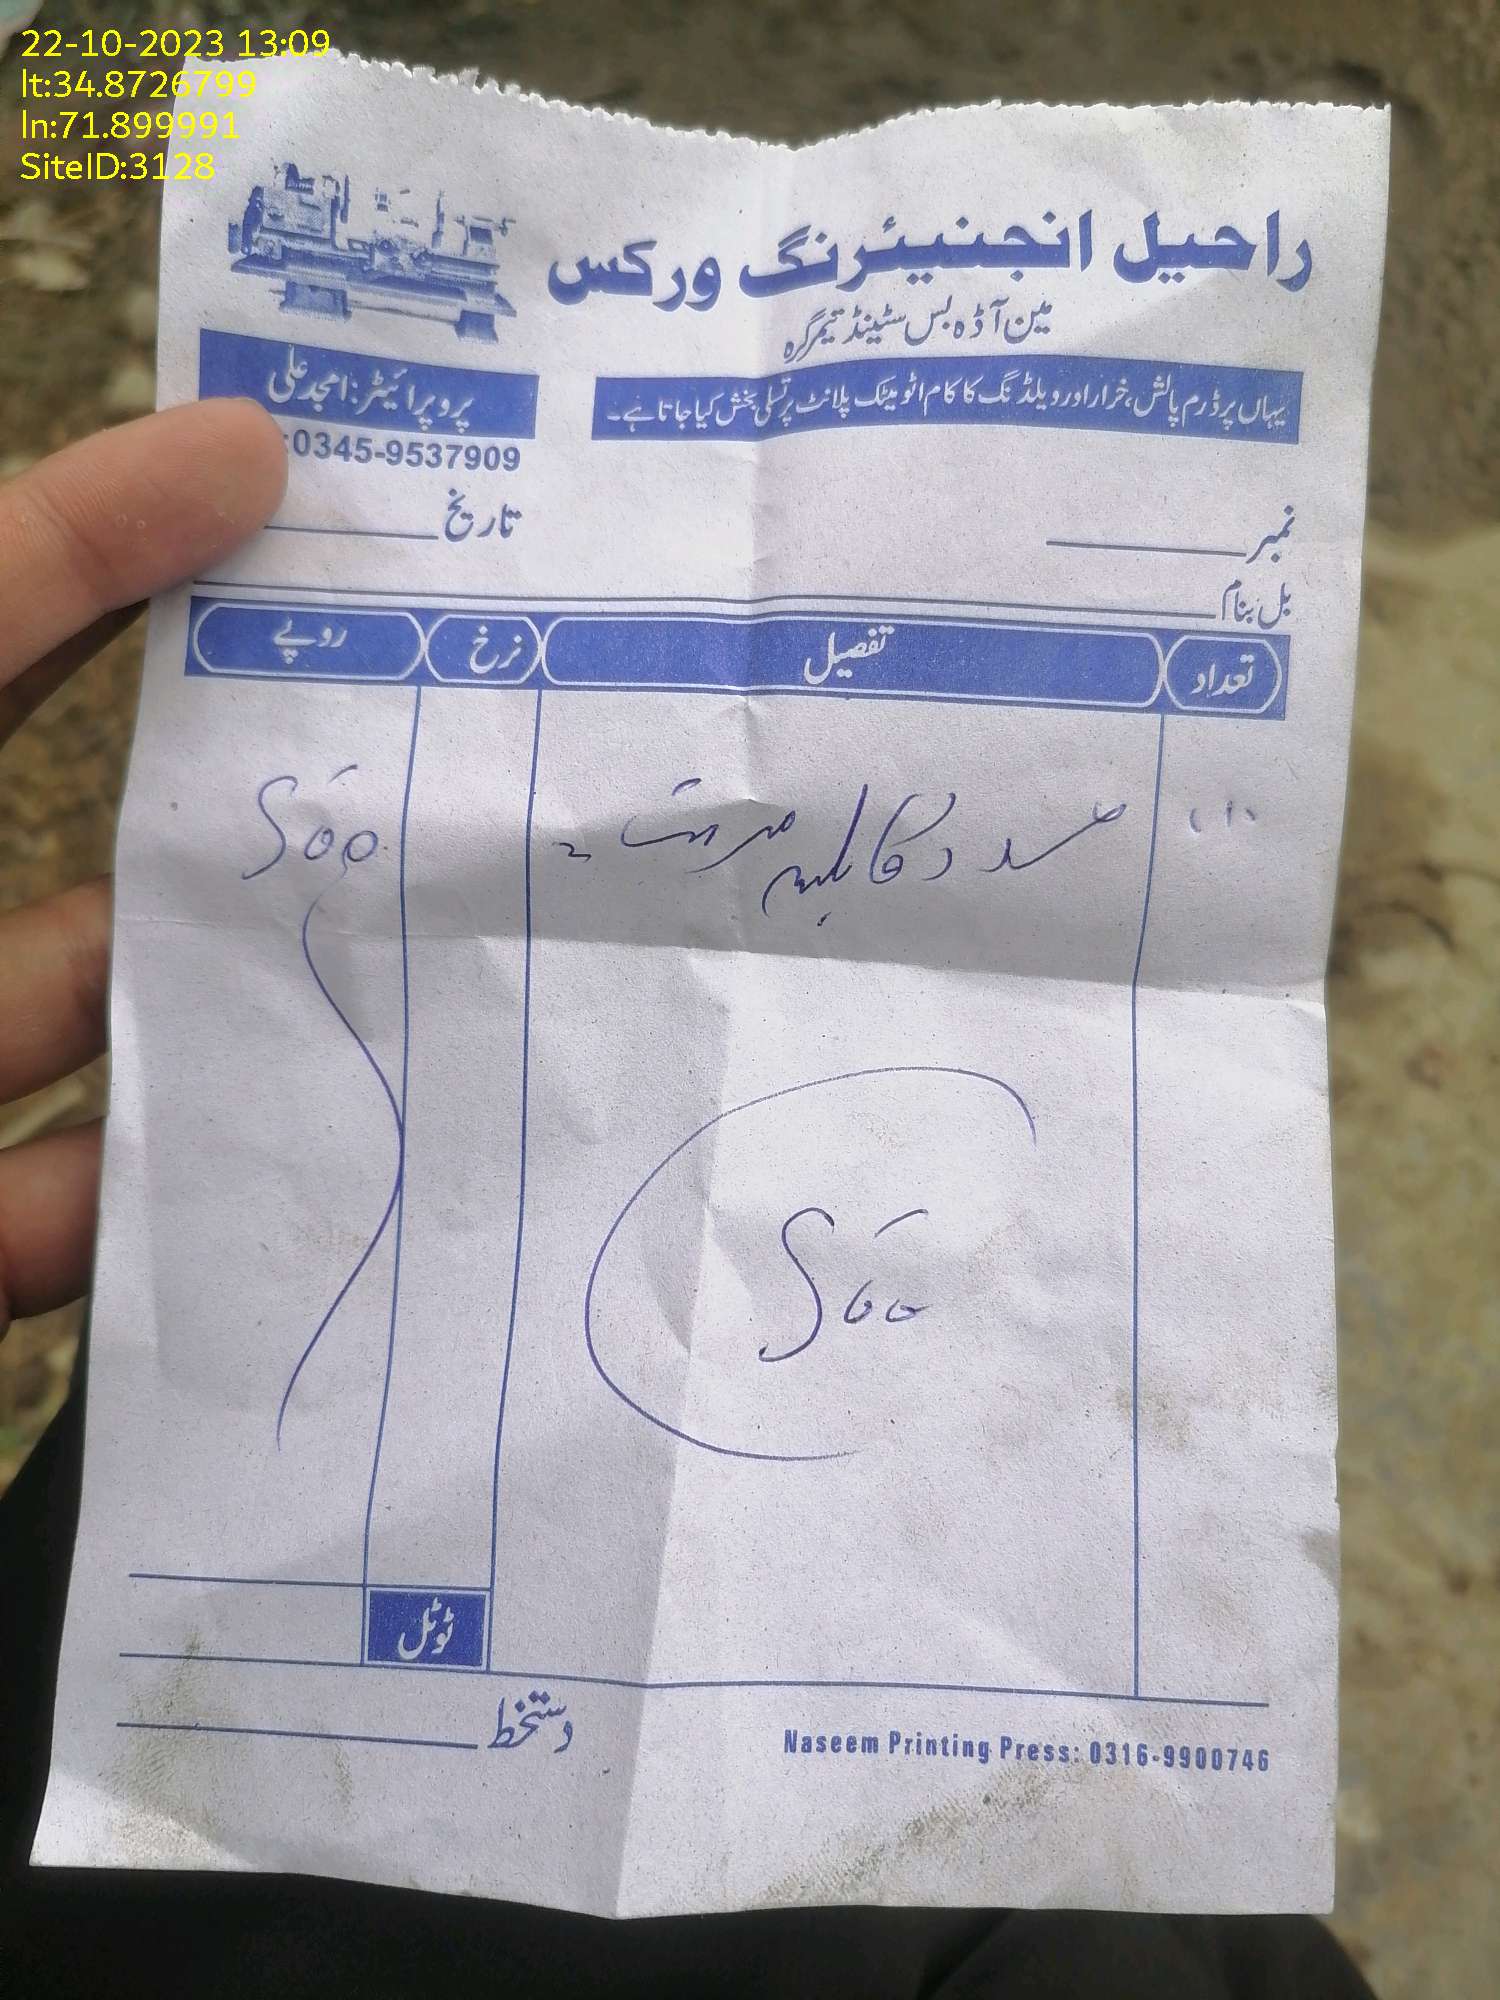 22-10-2023 13:09
lt:34.8726799
ln:71.899991
SiteID:3128
راحیل انجنیئرنگ ورکس
مین آڈہ بس سٹینڈ تیمرگرہ
یہاں پر ڈرم پالش، خراد اور ویلڈنگ کا کام اٹومیٹک پلانٹ پر تسلی بخش کیا جاتا ہے۔
پروپرائیٹر: امجد علی
:0345-9537909
نمبر
تاریخ
بل بنام
تعداد تفصیل نرخ روپے
(1) عدد مرمت 500
500
ٹوٹل
دستخط
Naseem Printing Press: 0316-9900746